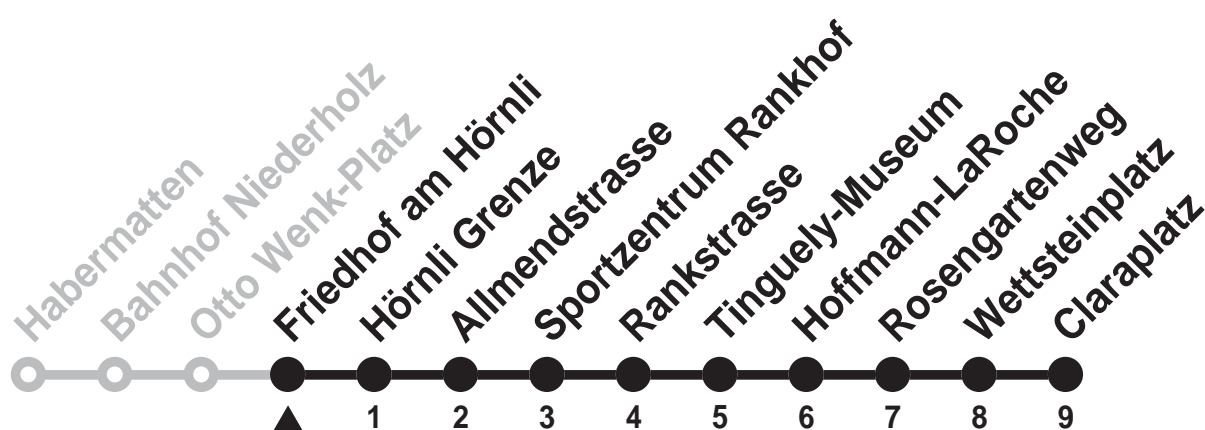 Habermatten
Bahnhof Niederholz
Otto Wenk-Platz
Friedhof am Hörnli
Hörnli Grenze
Allmendstrasse
Sportzentrum Rankhof
Rankstrasse
Tinguely-Museum
Hoffmann-LaRoche
Rosengartenweg
Wettsteinplatz
Claraplatz
1 2 3 4 5 6 7 8 9